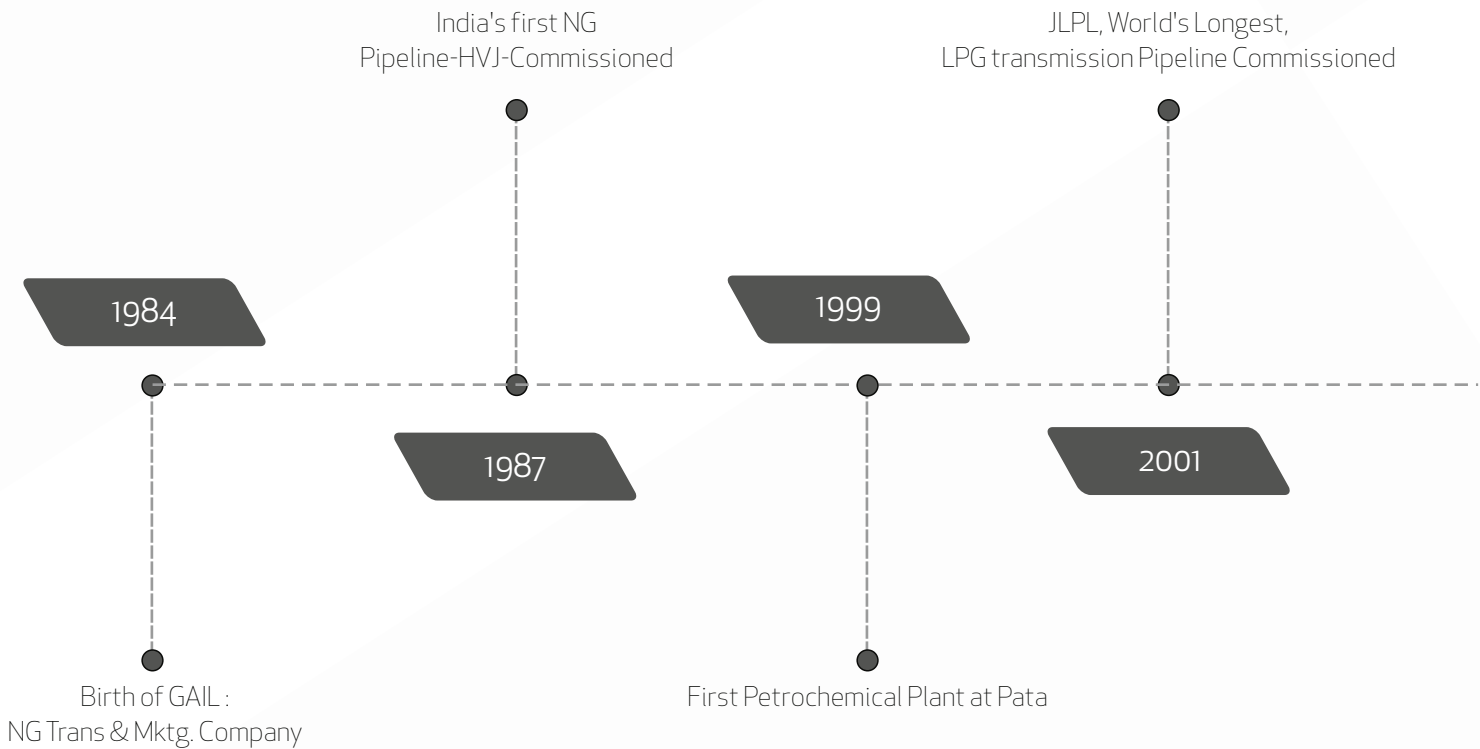 India's first NG
Pipeline-HVJ-Commissioned
JLPL, World's Longest,
LPG transmission Pipeline Commissioned
1984
1999
1987
2001
Birth of GAIL :
NG Trans & Mktg. Company
First Petrochemical Plant at Pata